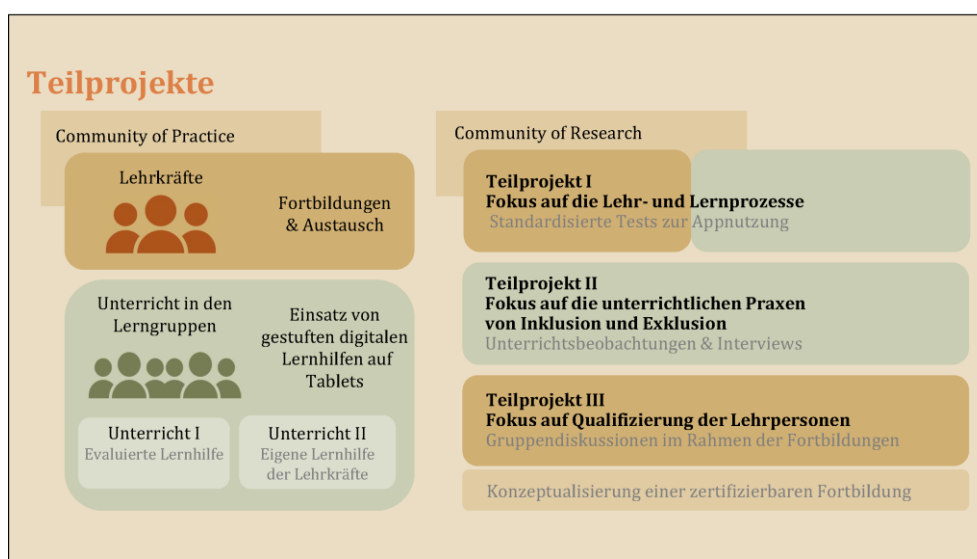 Teilprojekte
Community of Practice
Lehrkräfte
Fortbildungen
& Austausch
Unterricht in den
Lerngruppen
Einsatz von
gestuften digitalen
Lernhilfen auf
Tablets
Unterricht I
Evaluierte Lernhilfe
Unterricht II
Eigene Lernhilfe
der Lehrkräfte
Community of Research
Teilprojekt I
Fokus auf die Lehr- und Lernprozesse
Standardisierte Tests zur Appnutzung
Teilprojekt II
Fokus auf die unterrichtlichen Praxen
von Inklusion und Exklusion
Unterrichtsbeobachtungen & Interviews
Teilprojekt III
Fokus auf Qualifizierung der Lehrpersonen
Gruppendiskussionen im Rahmen der Fortbildungen
Konzeptualisierung einer zertifizierbaren Fortbildung